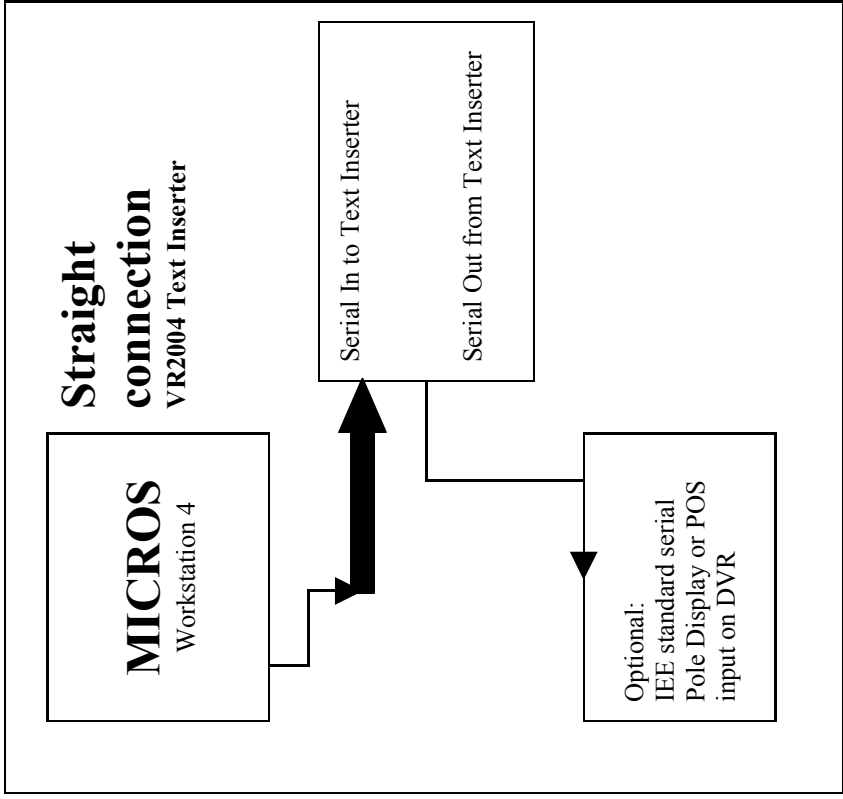 Straight
connection
VR2004 Text Inserter
MICROS
Workstation 4
Serial In to Text Inserter
Serial Out from Text Inserter
Optional:
IEE standard serial
Pole Display or POS
input on DVR